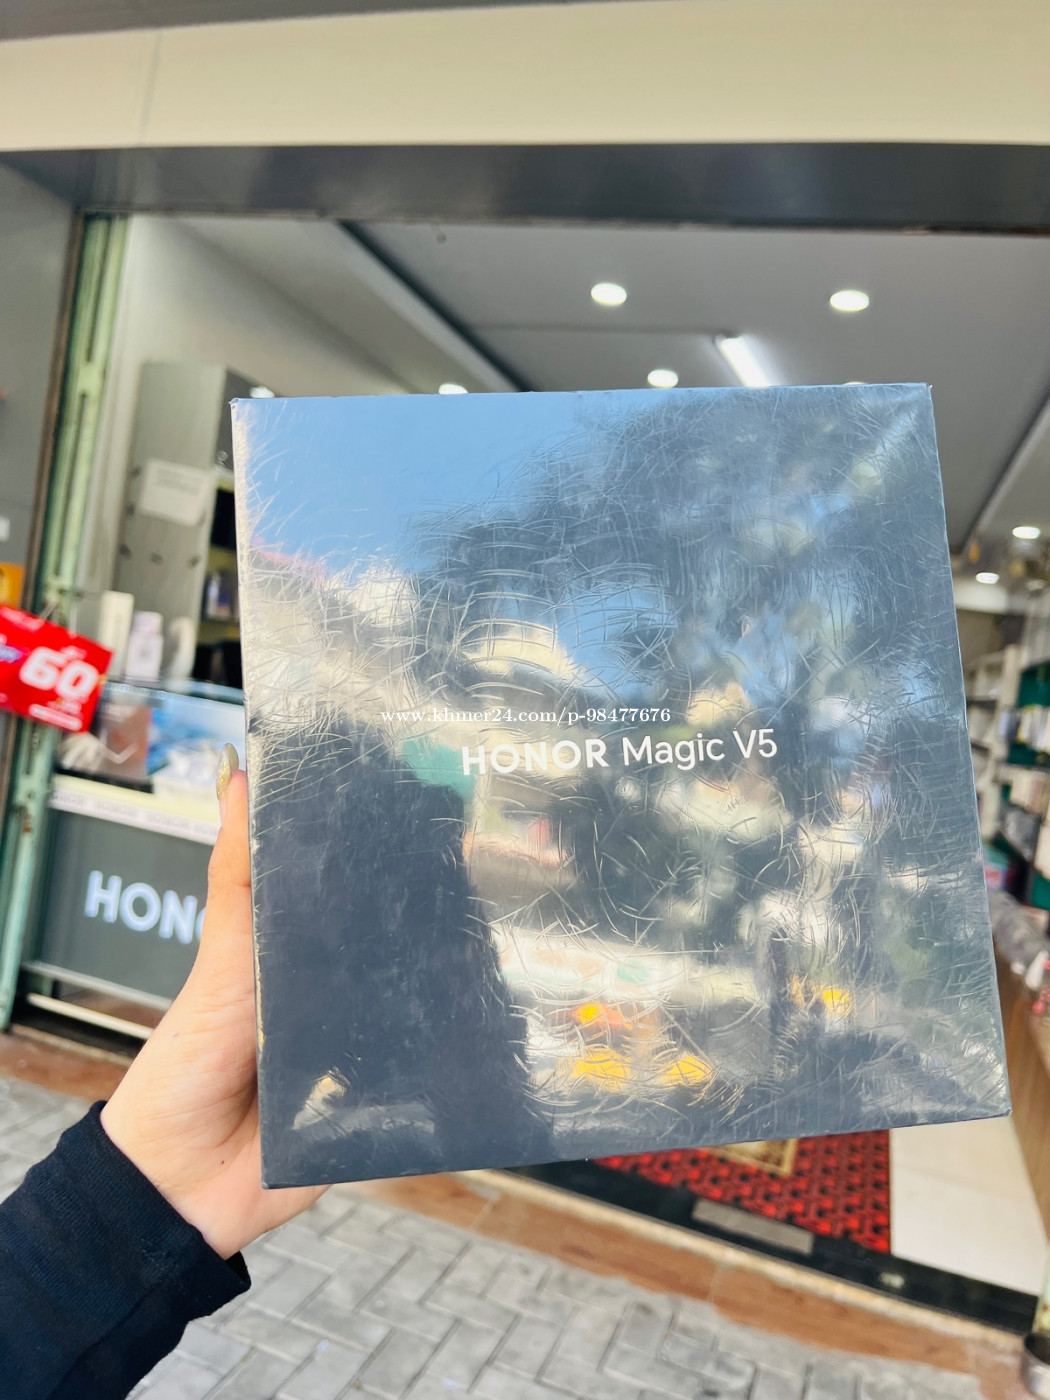 www.khmer24.com/p-98477676
HONOR Magic V5
60
HONO